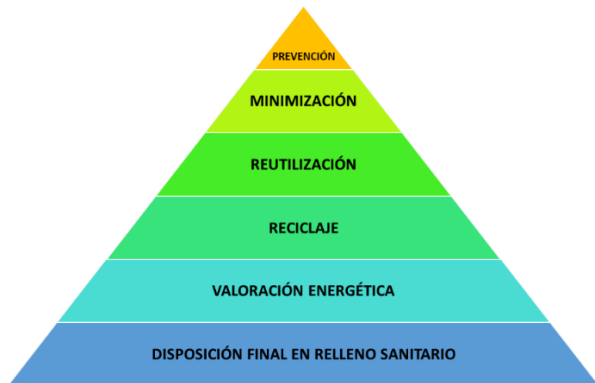 PREVENCIÓN
MINIMIZACIÓN
REUTILIZACIÓN
RECICLAJE
VALORACIÓN ENERGÉTICA
DISPOSICIÓN FINAL EN RELLENO SANITARIO